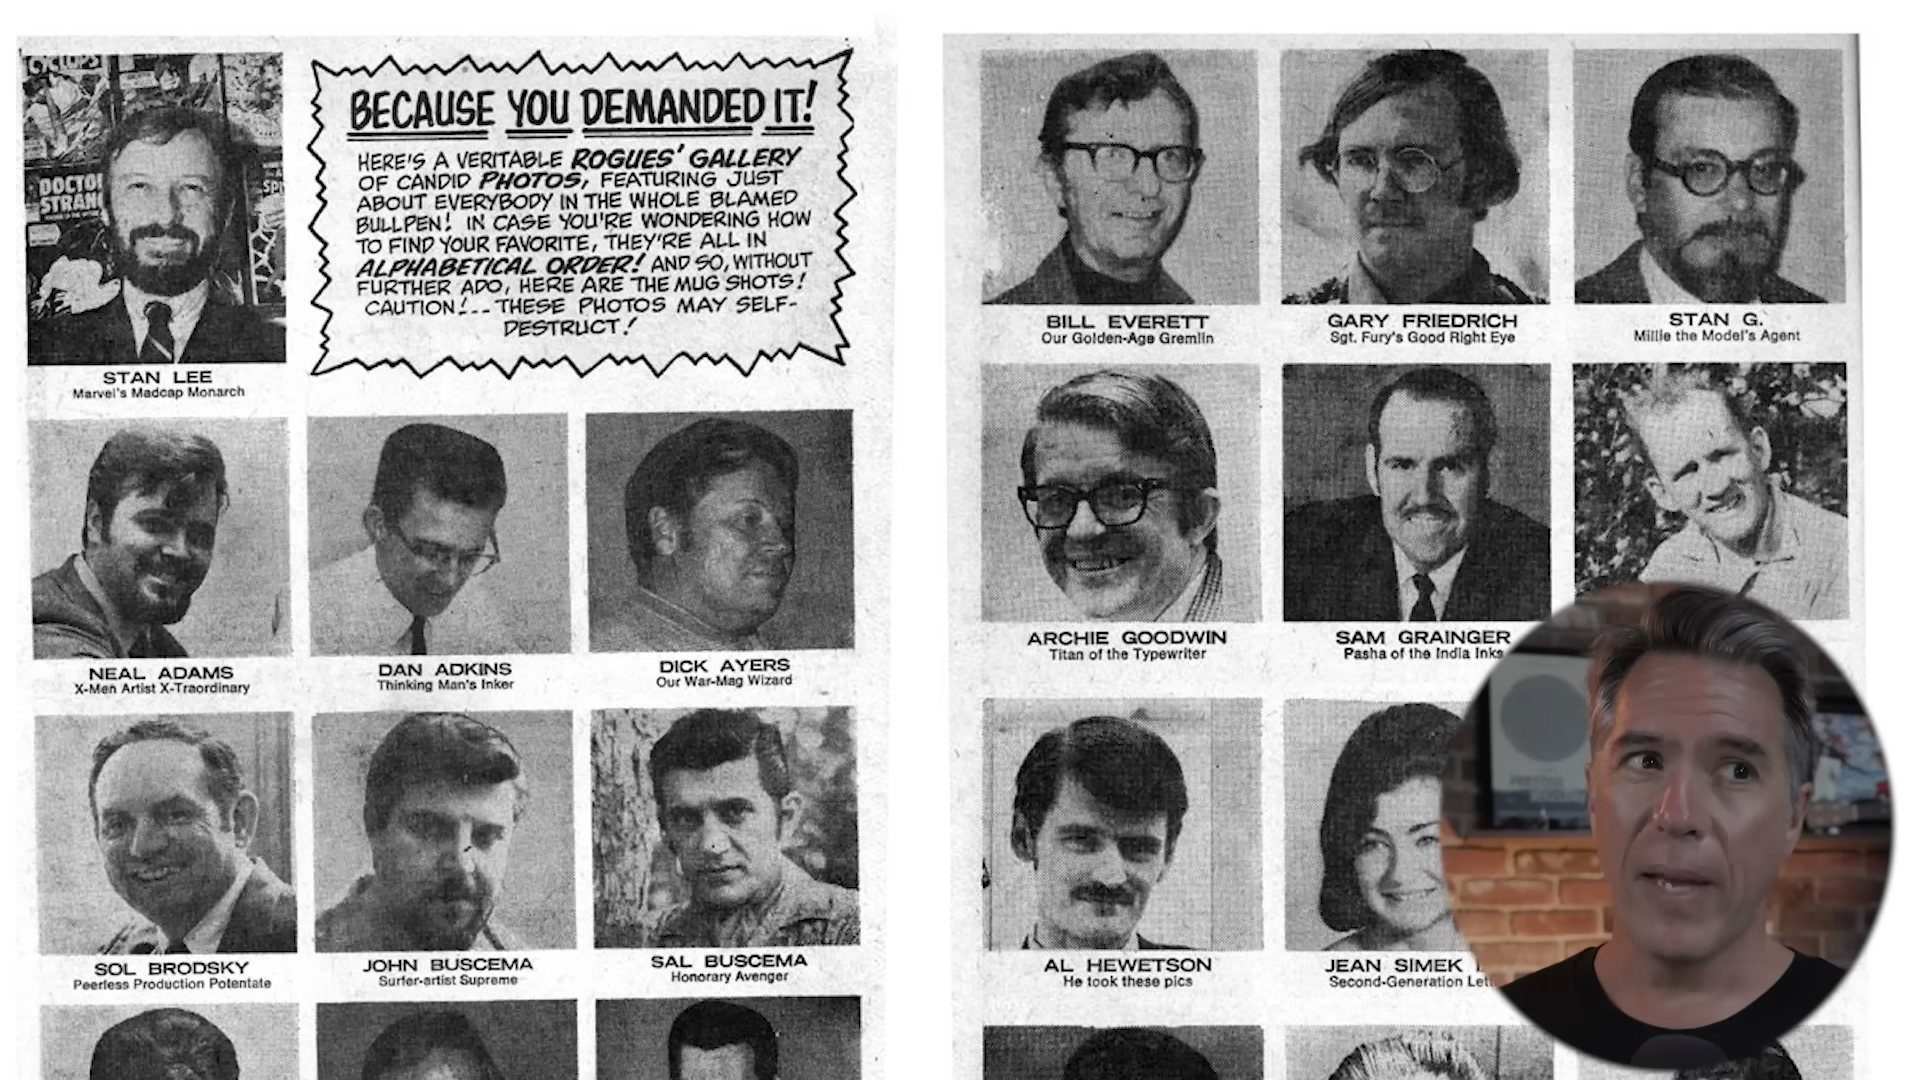 CYCLOPS
DOCTOR
STRANGE
SPI
BECAUSE YOU DEMANDED IT!
HERE'S A VERITABLE ROGUES' GALLERY
OF CANDID PHOTOS, FEATURING JUST
ABOUT EVERYBODY IN THE WHOLE BLAMED
BULLPEN! IN CASE YOU'RE WONDERING HOW
TO FIND YOUR FAVORITE, THEY'RE ALL IN
ALPHABETICAL ORDER! AND SO, WITHOUT
FURTHER ADO, HERE ARE THE MUG SHOTS!
CAUTION!... THESE PHOTOS MAY SELF-
DESTRUCT!
STAN LEE
Marvel's Madcap Monarch
NEAL ADAMS
X-Men Artist X-Traordinary
DAN ADKINS
Thinking Man's Inker
DICK AYERS
Our War-Mag Wizard
SOL BRODSKY
Peerless Production Potentate
JOHN BUSCEMA
Surfer-artist Supreme
SAL BUSCEMA
Honorary Avenger
BILL EVERETT
Our Golden-Age Gremlin
GARY FRIEDRICH
Sgt. Fury's Good Right Eye
STAN G.
Millie the Model's Agent
ARCHIE GOODWIN
Titan of the Typewriter
SAM GRAINGER
Pasha of the India Inks
AL HEWETSON
He took these pics
JEAN SIMEK
Second-Generation Lett